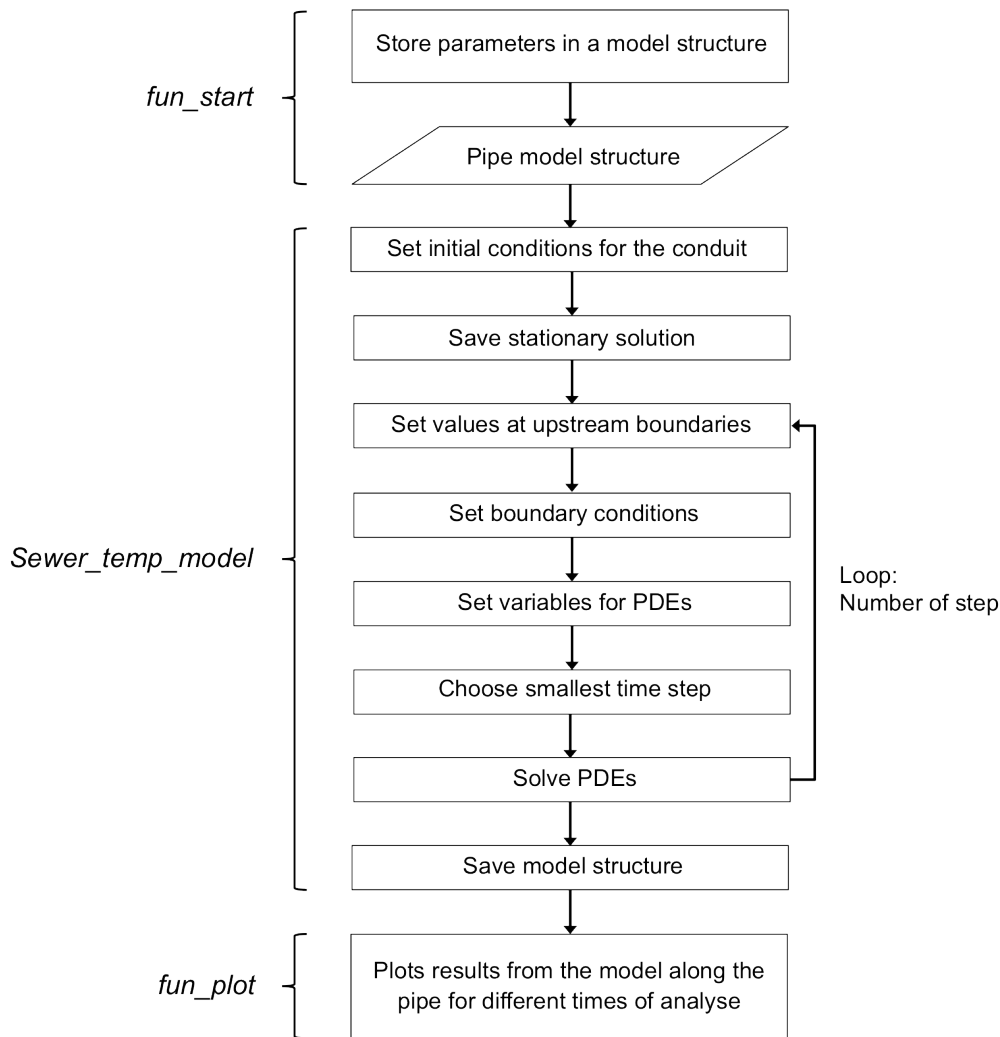 Store parameters in a model structure
fun_start
Pipe model structure
Set initial conditions for the conduit
Save stationary solution
Set values at upstream boundaries
Set boundary conditions
Sewer_temp_model
Loop:
Number of step
Set variables for PDEs
Choose smallest time step
Solve PDEs
Save model structure
fun_plot
Plots results from the model along the
pipe for different times of analyse